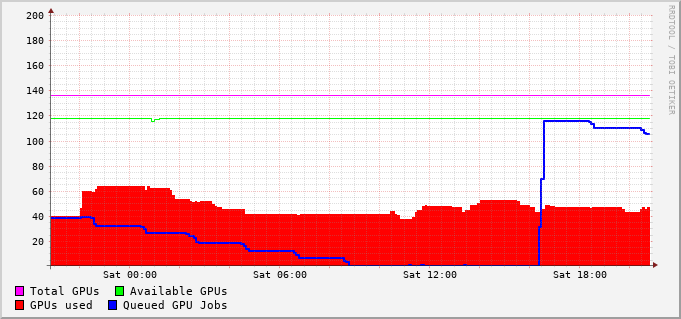 200
180
160
140
120
100
80
60
40
20
Sat 00:00 Sat 06:00 Sat 12:00 Sat 18:00
Total GPUs Available GPUs
GPUs used Queued GPU Jobs
RRDTOOL / TOBI OETIKER